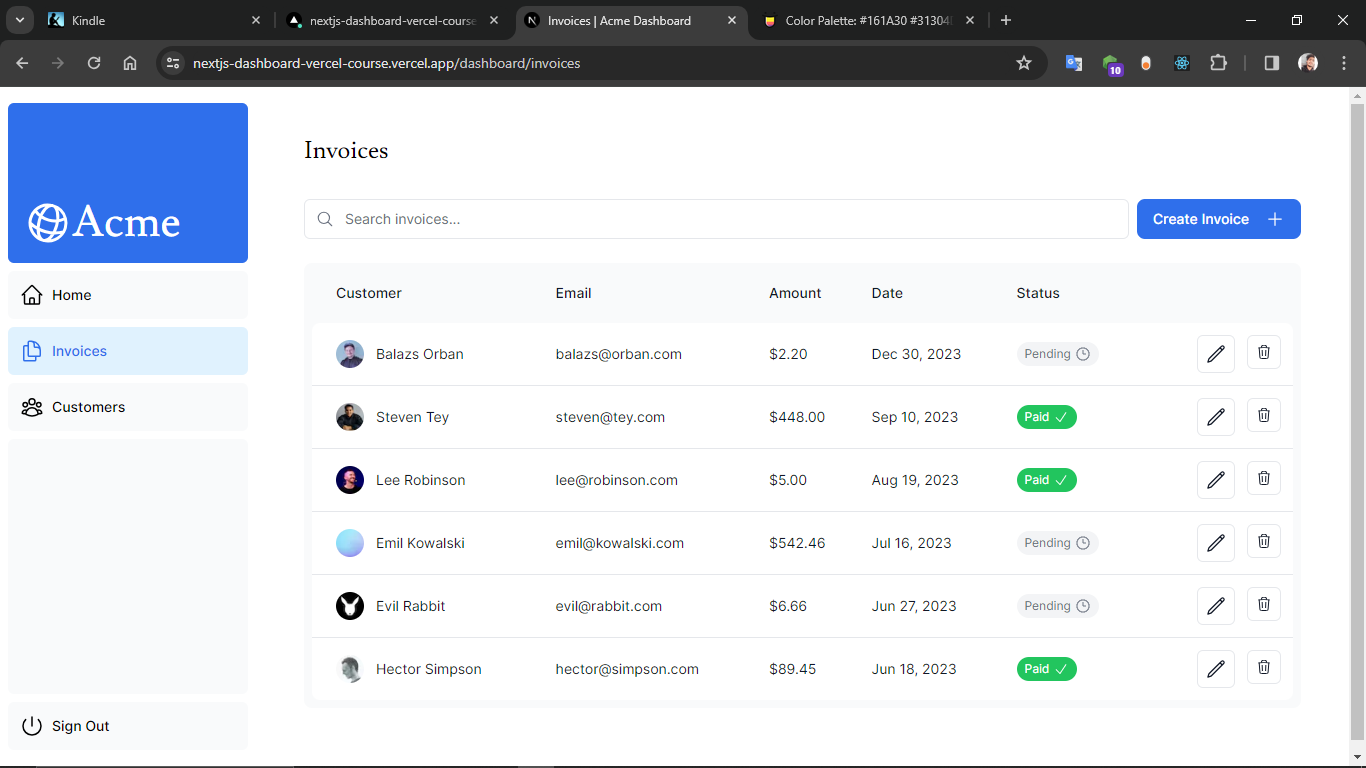 Kindle
nextjs-dashboard-vercel-course
Invoices | Acme Dashboard
Color Palette: #161A30 #31304
nextjs-dashboard-vercel-course.vercel.app/dashboard/invoices
10
Acme
Home
Invoices
Customers
Sign Out
Invoices
Search invoices...
Create Invoice
Customer Email Amount Date Status
Balazs Orban balazs@orban.com $2.20 Dec 30, 2023 Pending
Steven Tey steven@tey.com $448.00 Sep 10, 2023 Paid
Lee Robinson lee@robinson.com $5.00 Aug 19, 2023 Paid
Emil Kowalski emil@kowalski.com $542.46 Jul 16, 2023 Pending
Evil Rabbit evil@rabbit.com $6.66 Jun 27, 2023 Pending
Hector Simpson hector@simpson.com $89.45 Jun 18, 2023 Paid